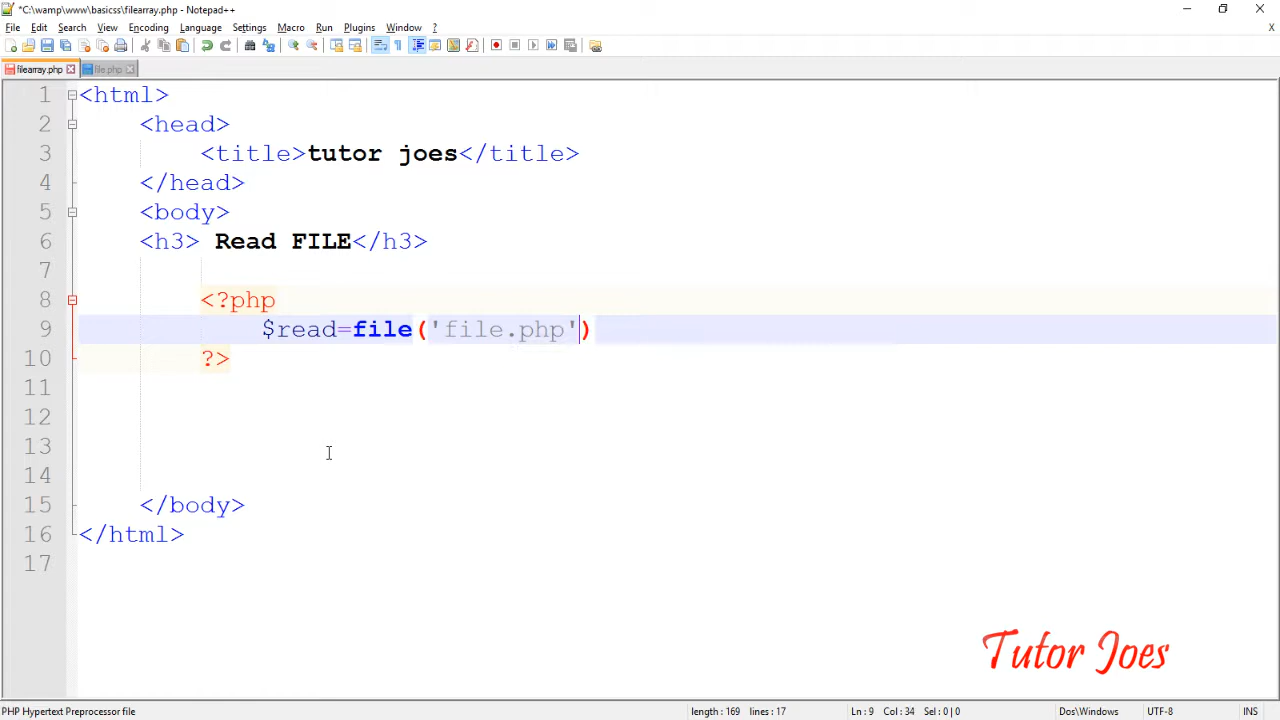 *C:\wamp\www\basicss\filearray.php - Notepad++
File Edit Search View Encoding Language Settings Macro Run Plugins Window ?
X
filearray.php file.php
1 <html>
2 <head>
3 <title>tutor joes</title>
4 </head>
5 <body>
6 <h3> Read FILE</h3>
7
8 <?php
9 $read=file('file.php')
10 ?>
11
12
13
14
15 </body>
16 </html>
17
Tutor Joes
PHP Hypertext Preprocessor file length : 169 lines : 17 Ln : 9 Col : 34 Sel : 0 | 0 Dos\Windows UTF-8 INS